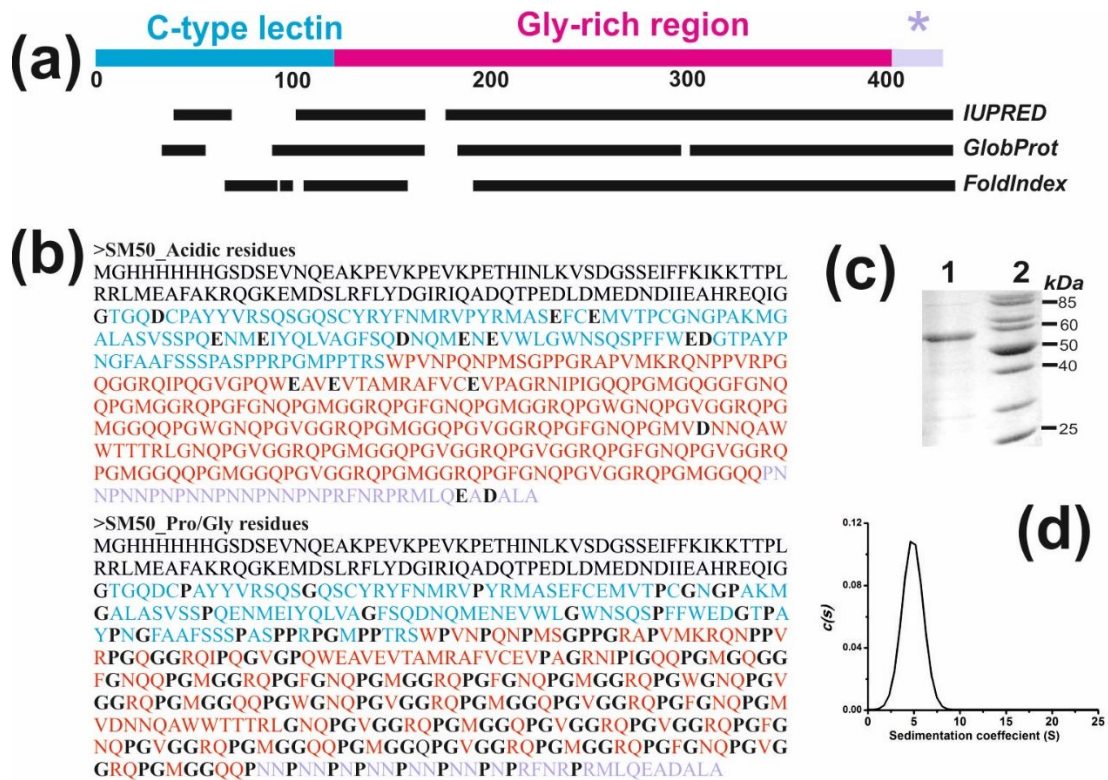 (a)
C-type lectin Gly-rich region *
0 100 200 300 400
IUPRED
GlobProt
FoldIndex
(b)
>SM50_Acidic residues
MGHHHHHHGSDSEVNQEAKPEVKPEVKPETHINLKVSDGSSEIFFKIKKTTPL
RRLMEAFAKRQGKEMDSLRFLYDGIRIQADQTPEDLDMEDNDIIEAHREQIG
GTGQDCPAYYVRSQSGQSCYRYFNMRVPYRMASEFCEMVTPCGNGPAKMG
ALASVSSPQENMEIYQLVAGFSQDNQMENEVWLGWNSQSPFFWEDGTPAYP
NGFAAFSSSPASPPRPGMPPTRSWPVNPQNPMSGPPGRAPVMKRQNPPVRPG
QGGRQIPQGVGPQWEAVEVTAMRAFVCEVPAGRNIPIGQQPGMGQGGFGNQ
QPGMGGRQPGFGNQPGMGGRQPGFGNQPGMGGRQPGWGNQPGVGGRQPG
MGGQQPGWGNQPGVGGRQPGMGGQPGVGGRQPGFGNQPGMVDNNQAW
WTTTRLGNQPGVGGRQPGMGGQPGVGGRQPGVGGRQPGFGNQPGVGGRQ
PGMGGQQPGMGGQPGVGGRQPGMGGRQPGFGNQPGVGGRQPGMGGQQPN
NPNNPNPNNPNNPNNPNPRFNRPRMLQEADALA
>SM50_Pro/Gly residues
MGHHHHHHGSDSEVNQEAKPEVKPEVKPETHINLKVSDGSSEIFFKIKKTTPL
RRLMEAFAKRQGKEMDSLRFLYDGIRIQADQTPEDLDMEDNDIIEAHREQIG
GTGQDCPAYYVRSQSGQSCYRYFNMRVPYRMASEFCEMVTPCGNGPAKM
GALASVSSPQENMEIYQLVAGFSQDNQMENEVWLGWNSQSPFFWEDGTPA
YPNGFAAFSSSPASPPRPGMPPTRSWPVNPQNPMSGPPGRAPVMKRQNPPV
RPGQGGRQIPQGVGPQWEAVEVTAMRAFVCEVPAGRNIPIGQQPGMGQGG
FGNQQPGMGGRQPGFGNQPGMGGRQPGFGNQPGMGGRQPGWGNQPGV
GGRQPGMGGQQPGWGNQPGVGGRQPGMGGQPGVGGRQPGFGNQPGM
VDNNQAWWTTTRLGNQPGVGGRQPGMGGQPGVGGRQPGVGGRQPGFG
NQPGVGGRQPGMGGQQPGMGGQPGVGGRQPGMGGRQPGFGNQPGVG
GRQPGMGGQQPNNPNNPNPNNPNNPNNPNPRFNRPRMLQEADALA
(c)
1 2 kDa
85
60
50
40
25
(d)
0.12
0.08
0.04
0.00
c(s)
0 5 10 15 20 25
Sedimentation coeffecient (S)